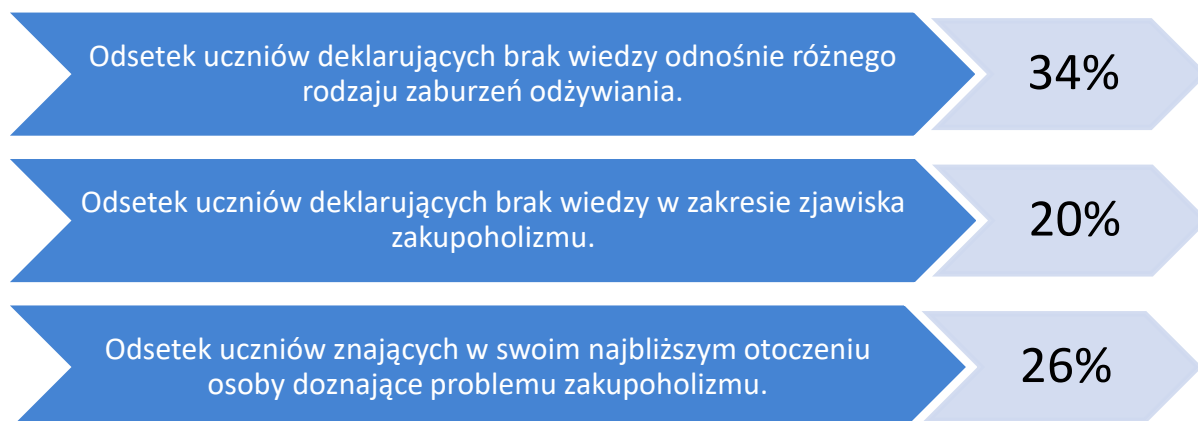 Odsetek uczniów deklarujących brak wiedzy odnośnie różnego
rodzaju zaburzeń odżywiania.
34%
Odsetek uczniów deklarujących brak wiedzy w zakresie zjawiska
zakupoholizmu.
20%
Odsetek uczniów znających w swoim najbliższym otoczeniu
osoby doznające problemu zakupoholizmu.
26%